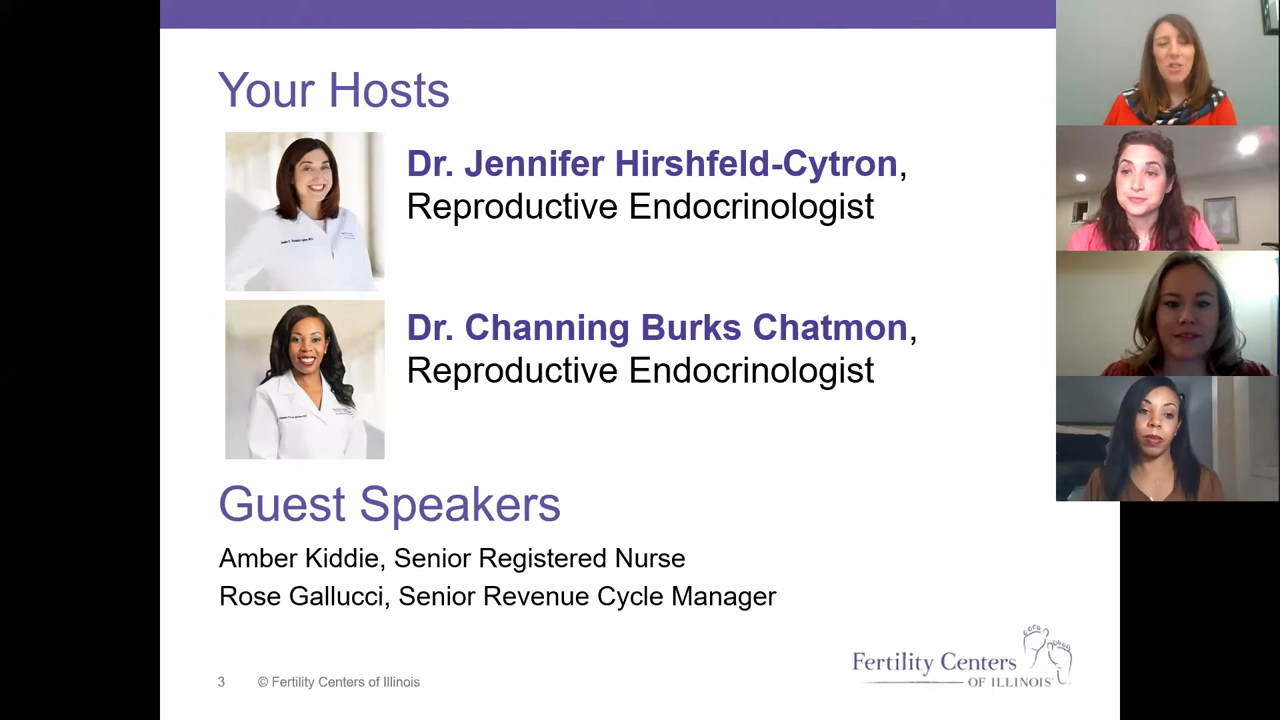 Your Hosts
Dr. Jennifer Hirshfeld-Cytron,
Reproductive Endocrinologist
Dr. Channing Burks Chatmon,
Reproductive Endocrinologist
Guest Speakers
Amber Kiddie, Senior Registered Nurse
Rose Gallucci, Senior Revenue Cycle Manager
Fertility Centers
OF ILLINOIS
3 © Fertility Centers of Illinois